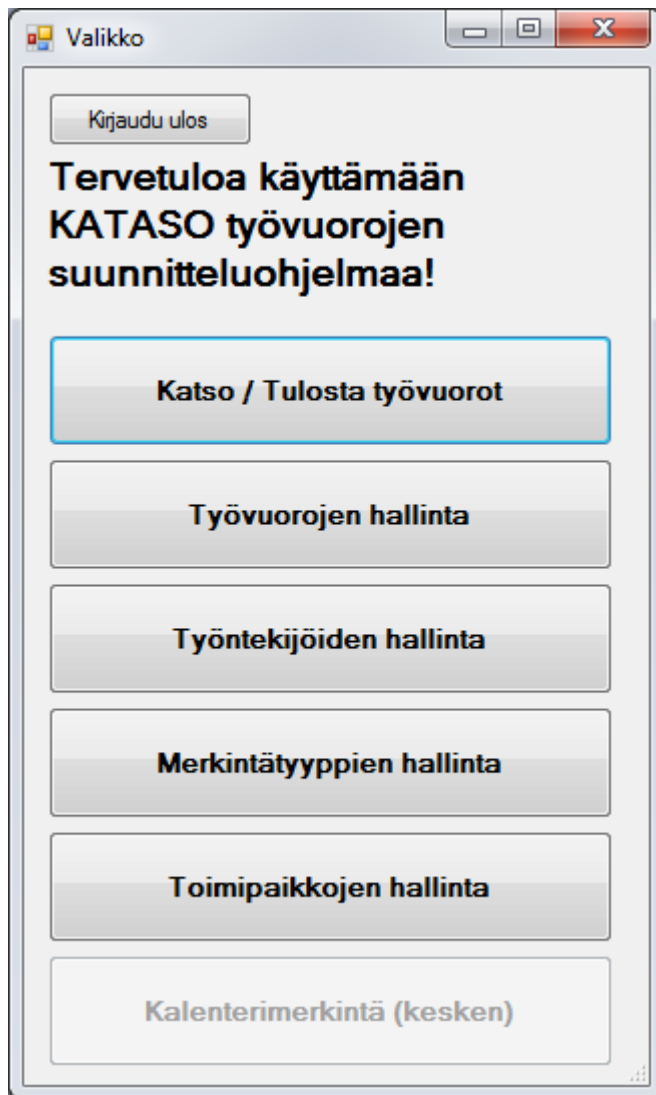 Valikko
Kirjaudu ulos
Tervetuloa käyttämään
KATASO työvuorojen
suunnitteluohjelmaa!
Katso / Tulosta työvuorot
Työvuorojen hallinta
Työntekijöiden hallinta
Merkintätyyppien hallinta
Toimipaikkojen hallinta
Kalenterimerkintä (kesken)